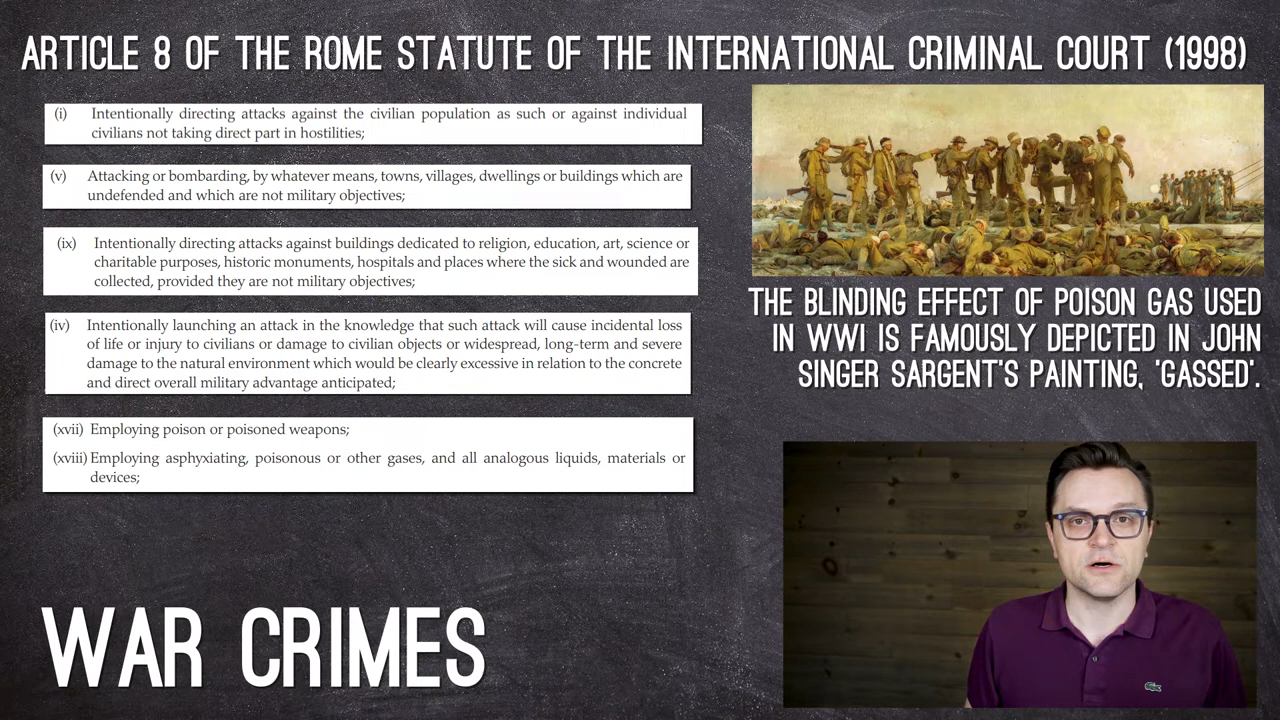 ARTICLE 8 OF THE ROME STATUTE OF THE INTERNATIONAL CRIMINAL COURT (1998)
(i) Intentionally directing attacks against the civilian population as such or against individual
civilians not taking direct part in hostilities;
(v) Attacking or bombarding, by whatever means, towns, villages, dwellings or buildings which are
undefended and which are not military objectives;
(ix) Intentionally directing attacks against buildings dedicated to religion, education, art, science or
charitable purposes, historic monuments, hospitals and places where the sick and wounded are
collected, provided they are not military objectives;
(iv) Intentionally launching an attack in the knowledge that such attack will cause incidental loss
of life or injury to civilians or damage to civilian objects or widespread, long-term and severe
damage to the natural environment which would be clearly excessive in relation to the concrete
and direct overall military advantage anticipated;
(xvii) Employing poison or poisoned weapons;
(xviii) Employing asphyxiating, poisonous or other gases, and all analogous liquids, materials or
devices;
THE BLINDING EFFECT OF POISON GAS USED
IN WWI IS FAMOUSLY DEPICTED IN JOHN
SINGER SARGENT'S PAINTING, 'GASSED'.
WAR CRIMES